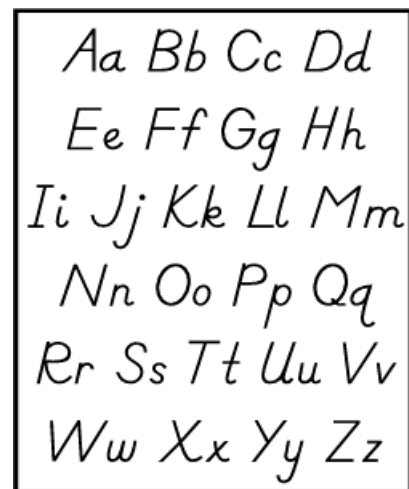 Aa Bb Cc Dd
Ee Ff Gg Hh
Ii Jj Kk Ll Mm
Nn Oo Pp Qq
Rr Ss Tt Uu Vv
Ww Xx Yy Zz